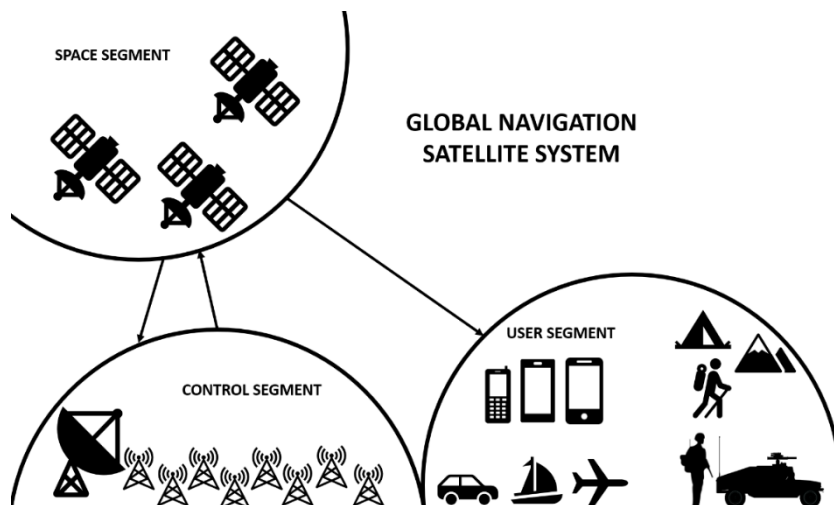 SPACE SEGMENT
GLOBAL NAVIGATION
SATELLITE SYSTEM
USER SEGMENT
CONTROL SEGMENT